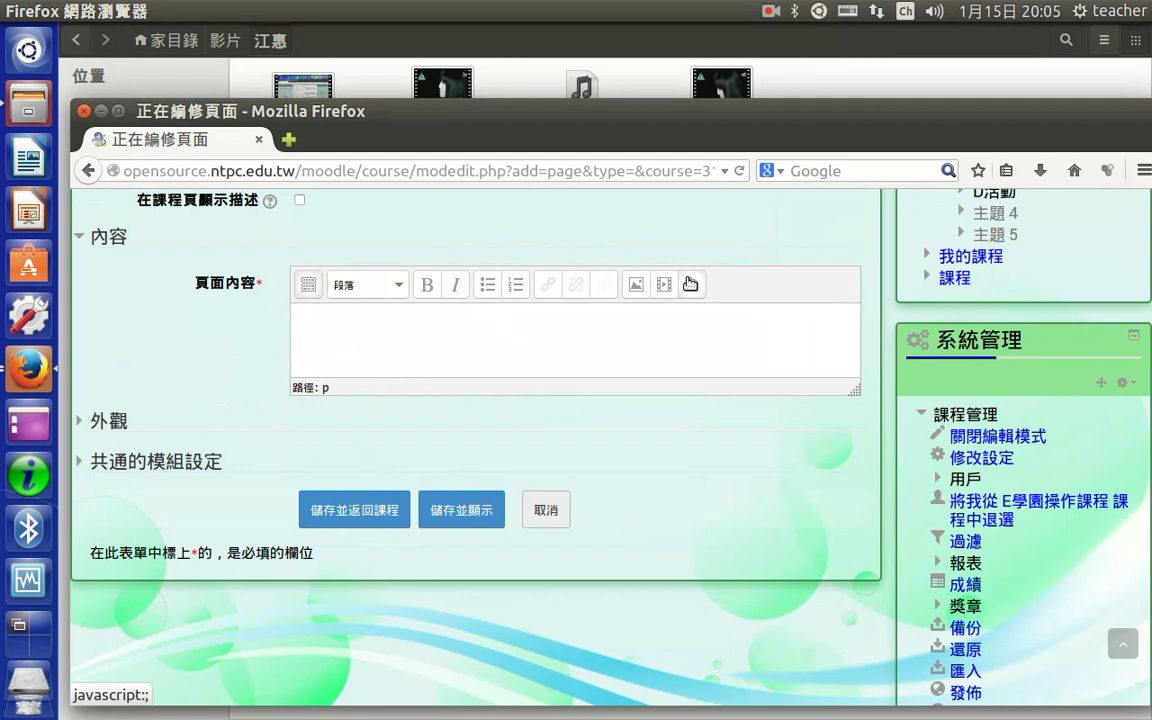 Firefox 網路瀏覽器
Ch
1月15日 20:05
teacher
家目錄
影片
江惠
位置
正在編修頁面 - Mozilla Firefox
正在編修頁面
opensource.ntpc.edu.tw/moodle/course/modedit.php?add=page&type=&course=3
Google
在課程頁顯示描述
內容
頁面內容*
段落
B
I
路徑: p
外觀
共通的模組設定
儲存並返回課程
儲存並顯示
取消
在此表單中標上*的，是必填的欄位
javascript:;
D活動
主題 4
主題 5
我的課程
課程
系統管理
課程管理
關閉編輯模式
修改設定
用戶
將我從 E學園操作課程 課
程中退選
過濾
報表
成績
獎章
備份
還原
匯入
發佈